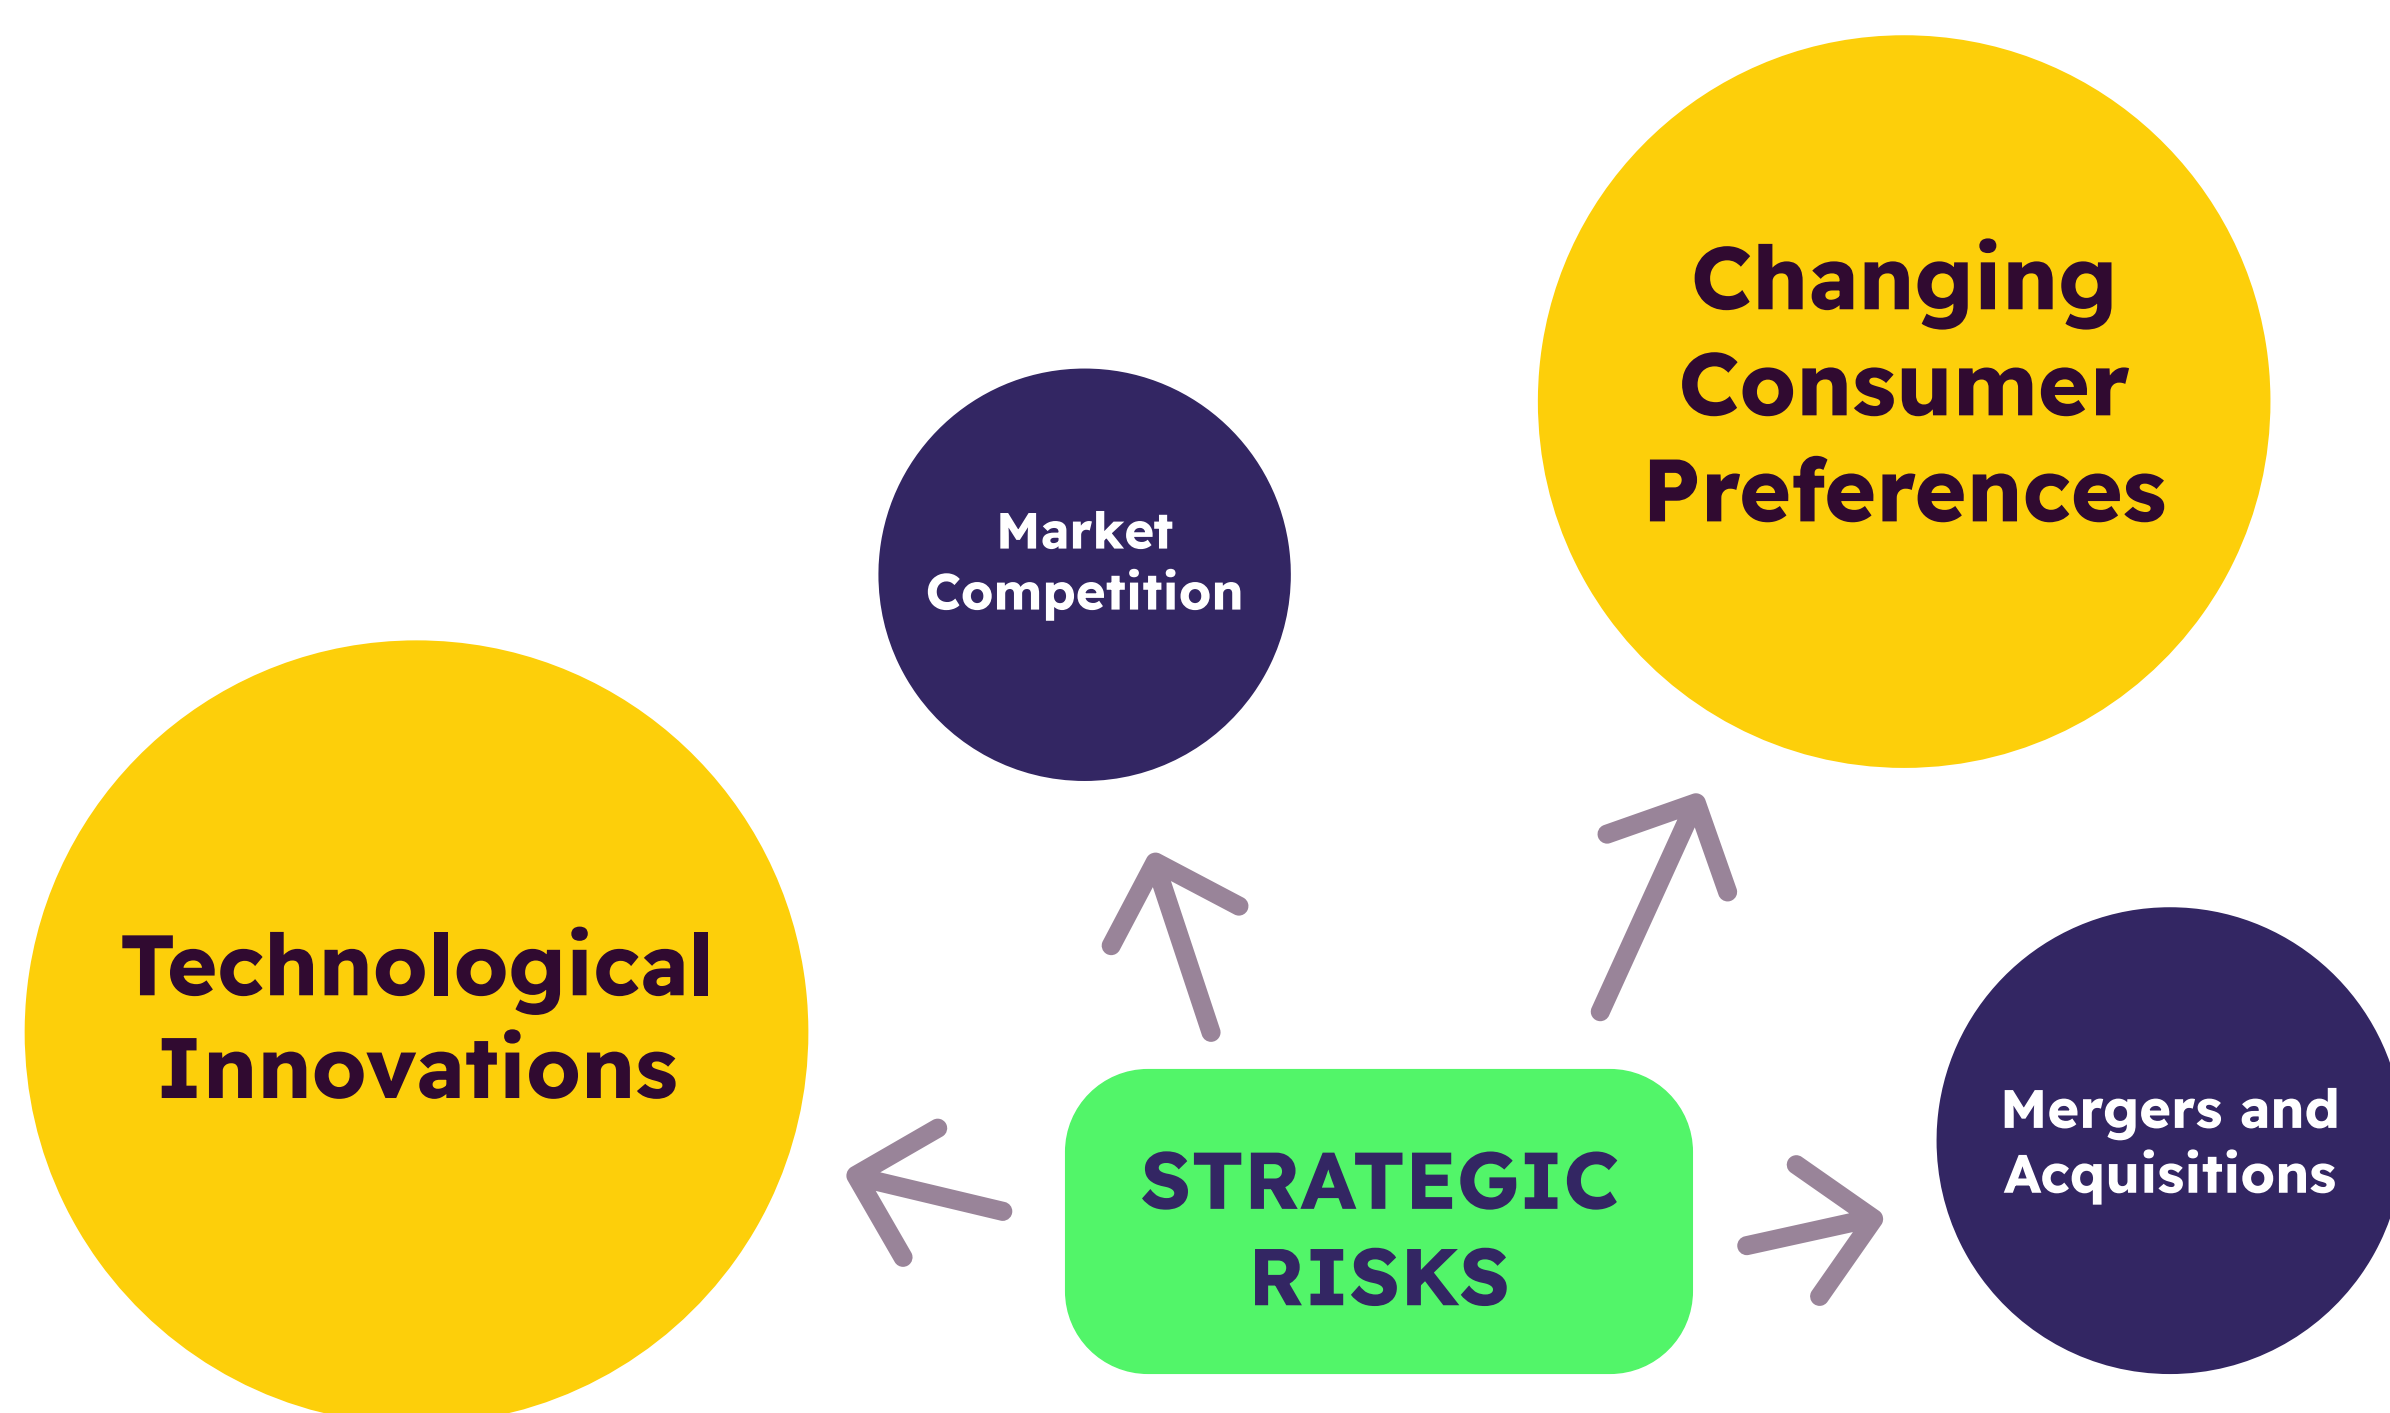 Changing
Consumer
Preferences
Market
Competition
Technological
Innovations
Mergers and
Acquisitions
STRATEGIC
RISKS